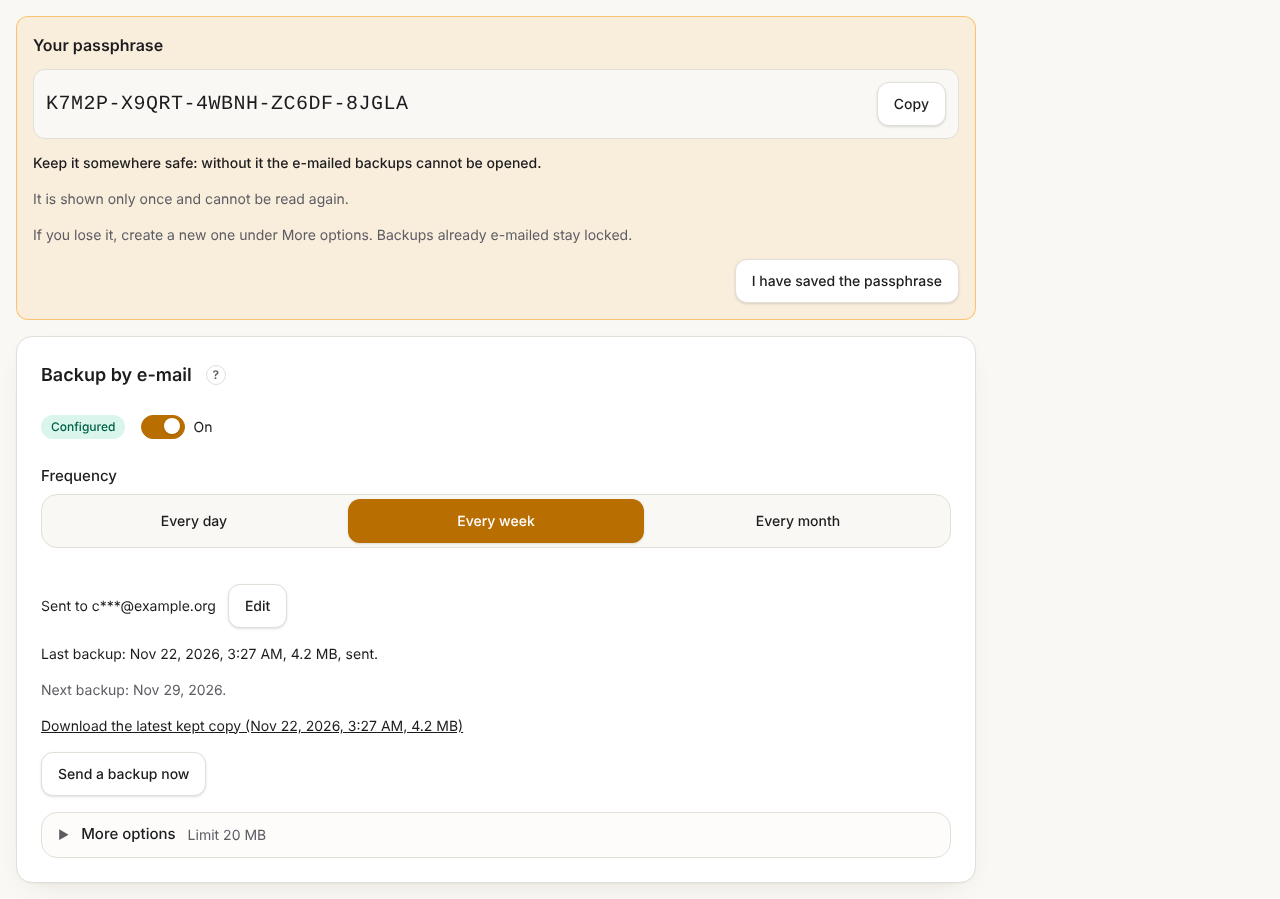 Your passphrase
K7M2P-X9QRT-4WBNH-ZC6DF-8JGLA
Copy
Keep it somewhere safe: without it the e-mailed backups cannot be opened.
It is shown only once and cannot be read again.
If you lose it, create a new one under More options. Backups already e-mailed stay locked.
I have saved the passphrase
Backup by e-mail ?
Configured On
Frequency
Every day Every week Every month
Sent to c***@example.org Edit
Last backup: Nov 22, 2026, 3:27 AM, 4.2 MB, sent.
Next backup: Nov 29, 2026.
Download the latest kept copy (Nov 22, 2026, 3:27 AM, 4.2 MB)
Send a backup now
More options Limit 20 MB